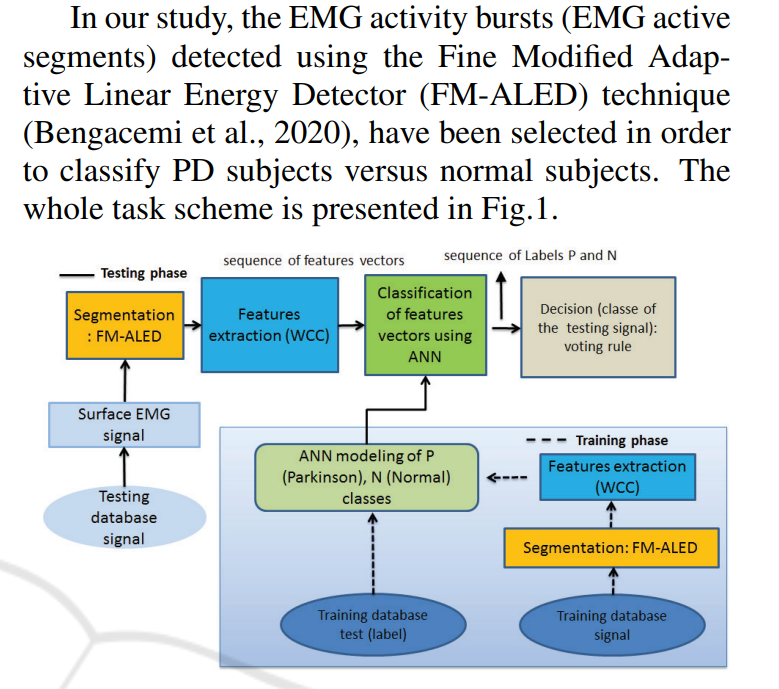 In our study, the EMG activity bursts (EMG active
segments) detected using the Fine Modified Adap-
tive Linear Energy Detector (FM-ALED) technique
(Bengacemi et al., 2020), have been selected in order
to classify PD subjects versus normal subjects. The
whole task scheme is presented in Fig.1.
sequence of features vectors
sequence of Labels P and N
Testing phase
Segmentation
: FM-ALED
Features
extraction (WCC)
Classification
of features
vectors using
ANN
Decision (classe of
the testing signal):
voting rule
Surface EMG
signal
Testing
database
signal
Training phase
ANN modeling of P
(Parkinson), N (Normal)
classes
Features extraction
(WCC)
Segmentation: FM-ALED
Training database
test (label)
Training database
signal